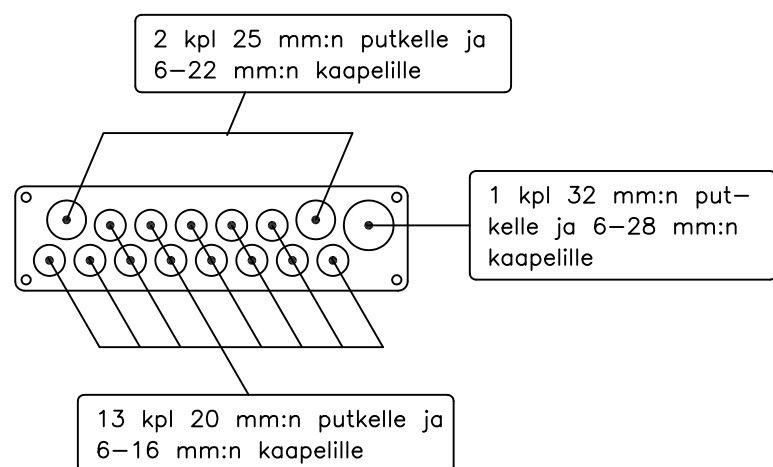 2 kpl 25 mm:n putkelle ja
6–22 mm:n kaapelille
1 kpl 32 mm:n put–
kelle ja 6–28 mm:n
kaapelille
13 kpl 20 mm:n putkelle ja
6–16 mm:n kaapelille